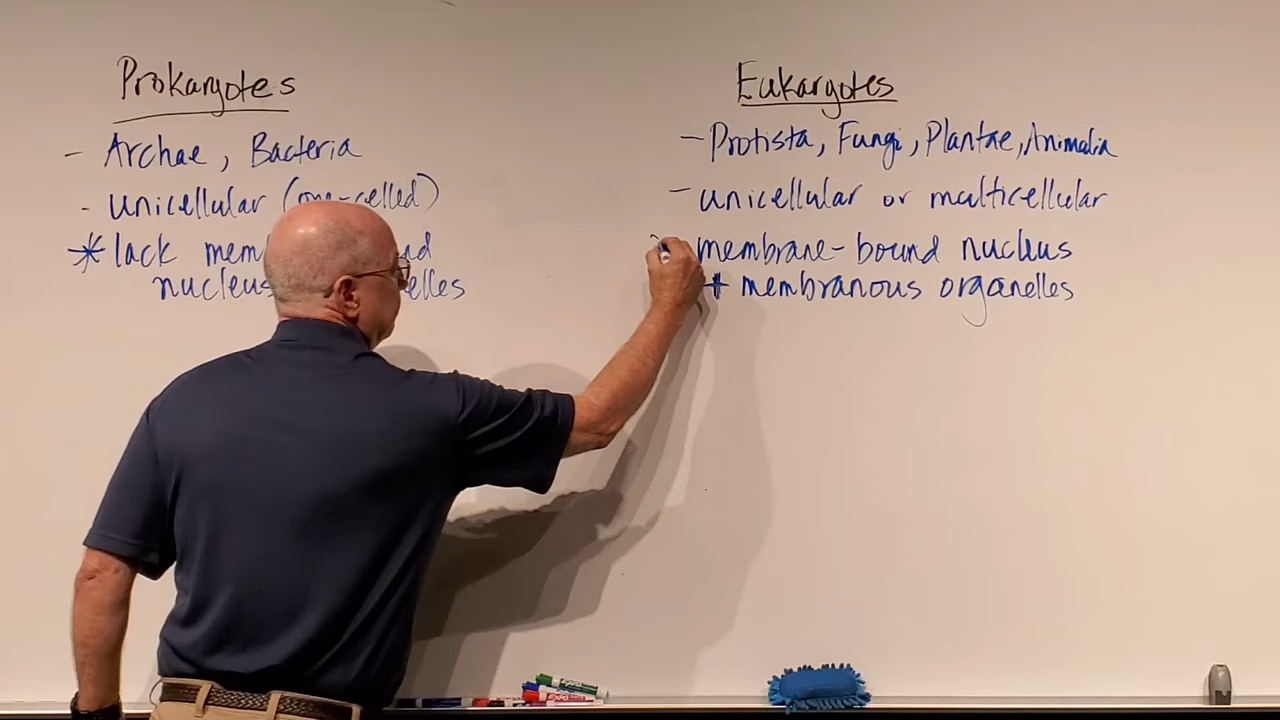 Prokaryotes
- Archae, Bacteria
- Unicellular (one-celled)
* lack
nucleus
Eukaryotes
- Protista, Fungi, Plantae, Animalia
- unicellular or multicellular
membrane-bound nucleus
+ membranous organelles
EXPO